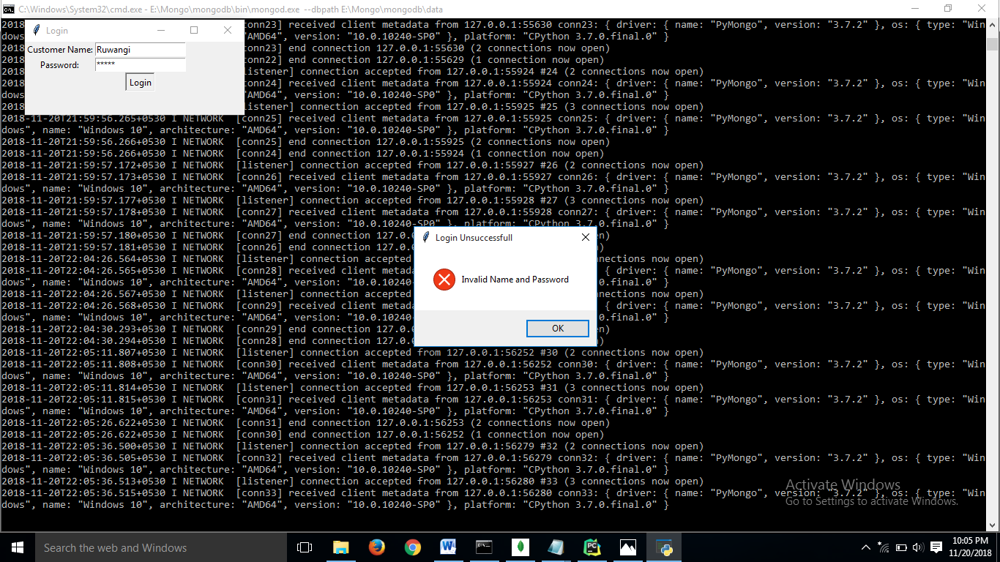 C:\Windows\System32\cmd.exe - E:\Mongo\mongodb\bin\mongod.exe  --dbpath E:\Mongo\mongodb\data
Login
Customer Name: Ruwangi
Password: *****
Login
2018-11 [conn23] received client metadata from 127.0.0.1:55630 conn23: { driver: { name: "PyMongo", version: "3.7.2" }, os: { type: "Win
dows" "AMD64", version: "10.0.10240-SP0" }, platform: "CPython 3.7.0.final.0" }
2018- conn23] end connection 127.0.0.1:55630 (2 connections now open)
2018- conn22] end connection 127.0.0.1:55629 (1 connection now open)
2018- listener] connection accepted from 127.0.0.1:55924 #24 (2 connections now open)
2018- conn24] received client metadata from 127.0.0.1:55924 conn24: { driver: { name: "PyMongo", version: "3.7.2" }, os: { type: "Win
dows" "AMD64", version: "10.0.10240-SP0" }, platform: "CPython 3.7.0.final.0" }
2018- listener] connection accepted from 127.0.0.1:55925 #25 (3 connections now open)
2018-11-20T21:59:56.265+0530 I NETWORK  [conn25] received client metadata from 127.0.0.1:55925 conn25: { driver: { name: "PyMongo", version: "3.7.2" }, os: { type: "Win
dows", name: "Windows 10", architecture: "AMD64", version: "10.0.10240-SP0" }, platform: "CPython 3.7.0.final.0" }
2018-11-20T21:59:56.266+0530 I NETWORK  [conn25] end connection 127.0.0.1:55925 (2 connections now open)
2018-11-20T21:59:56.266+0530 I NETWORK  [conn24] end connection 127.0.0.1:55924 (1 connection now open)
2018-11-20T21:59:57.172+0530 I NETWORK  [listener] connection accepted from 127.0.0.1:55927 #26 (2 connections now open)
2018-11-20T21:59:57.173+0530 I NETWORK  [conn26] received client metadata from 127.0.0.1:55927 conn26: { driver: { name: "PyMongo", version: "3.7.2" }, os: { type: "Win
dows", name: "Windows 10", architecture: "AMD64", version: "10.0.10240-SP0" }, platform: "CPython 3.7.0.final.0" }
2018-11-20T21:59:57.177+0530 I NETWORK  [listener] connection accepted from 127.0.0.1:55928 #27 (3 connections now open)
2018-11-20T21:59:57.178+0530 I NETWORK  [conn27] received client metadata from 127.0.0.1:55928 conn27: { driver: { name: "PyMongo", version: "3.7.2" }, os: { type: "Win
dows", name: "Windows 10", architecture: "AMD64", version: "10.0.10240-SP0" }, platform: "CPython 3.7.0.final.0" }
2018-11-20T21:59:57.180+0530 I NETWORK  [conn27] end connection 127.0. n)
2018-11-20T21:59:57.181+0530 I NETWORK  [conn26] end connection 127.0. )
2018-11-20T22:04:26.564+0530 I NETWORK  [listener] connection accepted nnections now open)
2018-11-20T22:04:26.565+0530 I NETWORK  [conn28] received client metad driver: { name: "PyMongo", version: "3.7.2" }, os: { type: "Win
dows", name: "Windows 10", architecture: "AMD64", version: "10.0.10240 .0.final.0" }
2018-11-20T22:04:26.567+0530 I NETWORK  [listener] connection accepted nnections now open)
2018-11-20T22:04:26.568+0530 I NETWORK  [conn29] received client metad driver: { name: "PyMongo", version: "3.7.2" }, os: { type: "Win
dows", name: "Windows 10", architecture: "AMD64", version: "10.0.10240 .0.final.0" }
2018-11-20T22:04:30.293+0530 I NETWORK  [conn29] end connection 127.0. n)
2018-11-20T22:04:30.294+0530 I NETWORK  [conn28] end connection 127.0. )
Login Unsuccessfull
Invalid Name and Password
OK
2018-11-20T22:05:11.807+0530 I NETWORK  [listener] connection accepted from 127.0.0.1:56252 #30 (2 connections now open)
2018-11-20T22:05:11.808+0530 I NETWORK  [conn30] received client metadata from 127.0.0.1:56252 conn30: { driver: { name: "PyMongo", version: "3.7.2" }, os: { type: "Win
dows", name: "Windows 10", architecture: "AMD64", version: "10.0.10240-SP0" }, platform: "CPython 3.7.0.final.0" }
2018-11-20T22:05:11.814+0530 I NETWORK  [listener] connection accepted from 127.0.0.1:56253 #31 (3 connections now open)
2018-11-20T22:05:11.815+0530 I NETWORK  [conn31] received client metadata from 127.0.0.1:56253 conn31: { driver: { name: "PyMongo", version: "3.7.2" }, os: { type: "Win
dows", name: "Windows 10", architecture: "AMD64", version: "10.0.10240-SP0" }, platform: "CPython 3.7.0.final.0" }
2018-11-20T22:05:26.622+0530 I NETWORK  [conn31] end connection 127.0.0.1:56253 (2 connections now open)
2018-11-20T22:05:26.622+0530 I NETWORK  [conn30] end connection 127.0.0.1:56252 (1 connection now open)
2018-11-20T22:05:36.500+0530 I NETWORK  [listener] connection accepted from 127.0.0.1:56279 #32 (2 connections now open)
2018-11-20T22:05:36.505+0530 I NETWORK  [conn32] received client metadata from 127.0.0.1:56279 conn32: { driver: { name: "PyMongo", version: "3.7.2" }, os: { type: "Win
dows", name: "Windows 10", architecture: "AMD64", version: "10.0.10240-SP0" }, platform: "CPython 3.7.0.final.0" }
2018-11-20T22:05:36.513+0530 I NETWORK  [listener] connection accepted from 127.0.0.1:56280 #33 (3 connections now open)
2018-11-20T22:05:36.515+0530 I NETWORK  [conn33] received client metadata from 127.0.0.1:56280 conn33: { driver: { name: "PyMongo", version: "3.7.2" }, os: { type: "Win
dows", name: "Windows 10", architecture: "AMD64", version: "10.0.10240-SP0" }, platform: "CPython 3.7.0.final.0" }
Activate Windows
Go to Settings to activate Windows.
Search the web and Windows
10:05 PM
11/20/2018